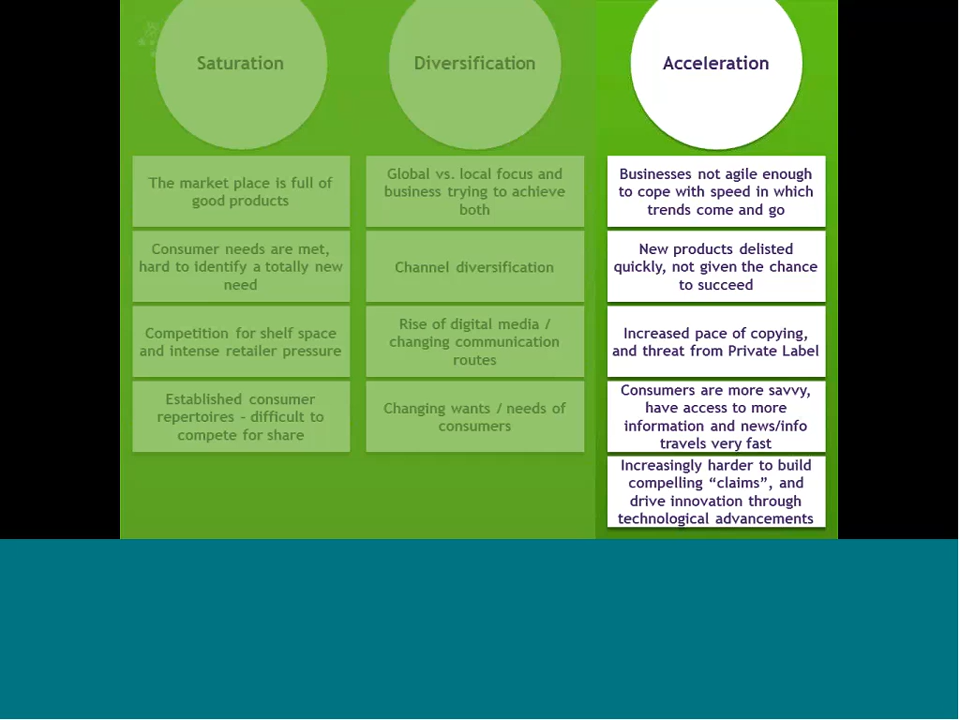 Saturation
The market place is full of
good products
Consumer needs are met,
hard to identify a totally new
need
Competition for shelf space
and intense retailer pressure
Established consumer
repertoires – difficult to
compete for share
Diversification
Global vs. local focus and
business trying to achieve
both
Channel diversification
Rise of digital media /
changing communication
routes
Changing wants / needs of
consumers
Acceleration
Businesses not agile enough
to cope with speed in which
trends come and go
New products delisted
quickly, not given the chance
to succeed
Increased pace of copying,
and threat from Private Label
Consumers are more savvy,
have access to more
information and news/info
travels very fast
Increasingly harder to build
compelling “claims”, and
drive innovation through
technological advancements